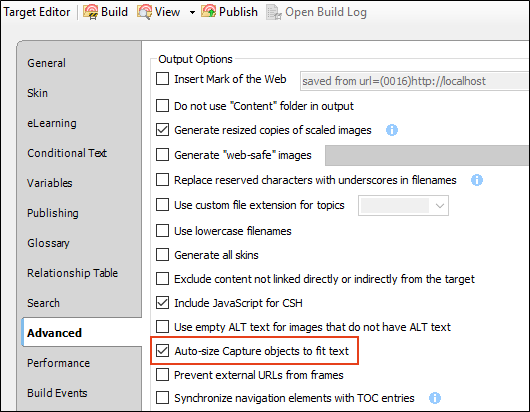 Target Editor Build View Publish Open Build Log
General
Skin
eLearning
Conditional Text
Variables
Publishing
Glossary
Relationship Table
Search
Advanced
Performance
Build Events
Output Options
Insert Mark of the Web saved from url=(0016)http://localhost
Do not use "Content" folder in output
Generate resized copies of scaled images
Generate "web-safe" images
Replace reserved characters with underscores in filenames
Use custom file extension for topics
Use lowercase filenames
Generate all skins
Exclude content not linked directly or indirectly from the target
Include JavaScript for CSH
Use empty ALT text for images that do not have ALT text
Auto-size Capture objects to fit text
Prevent external URLs from frames
Synchronize navigation elements with TOC entries